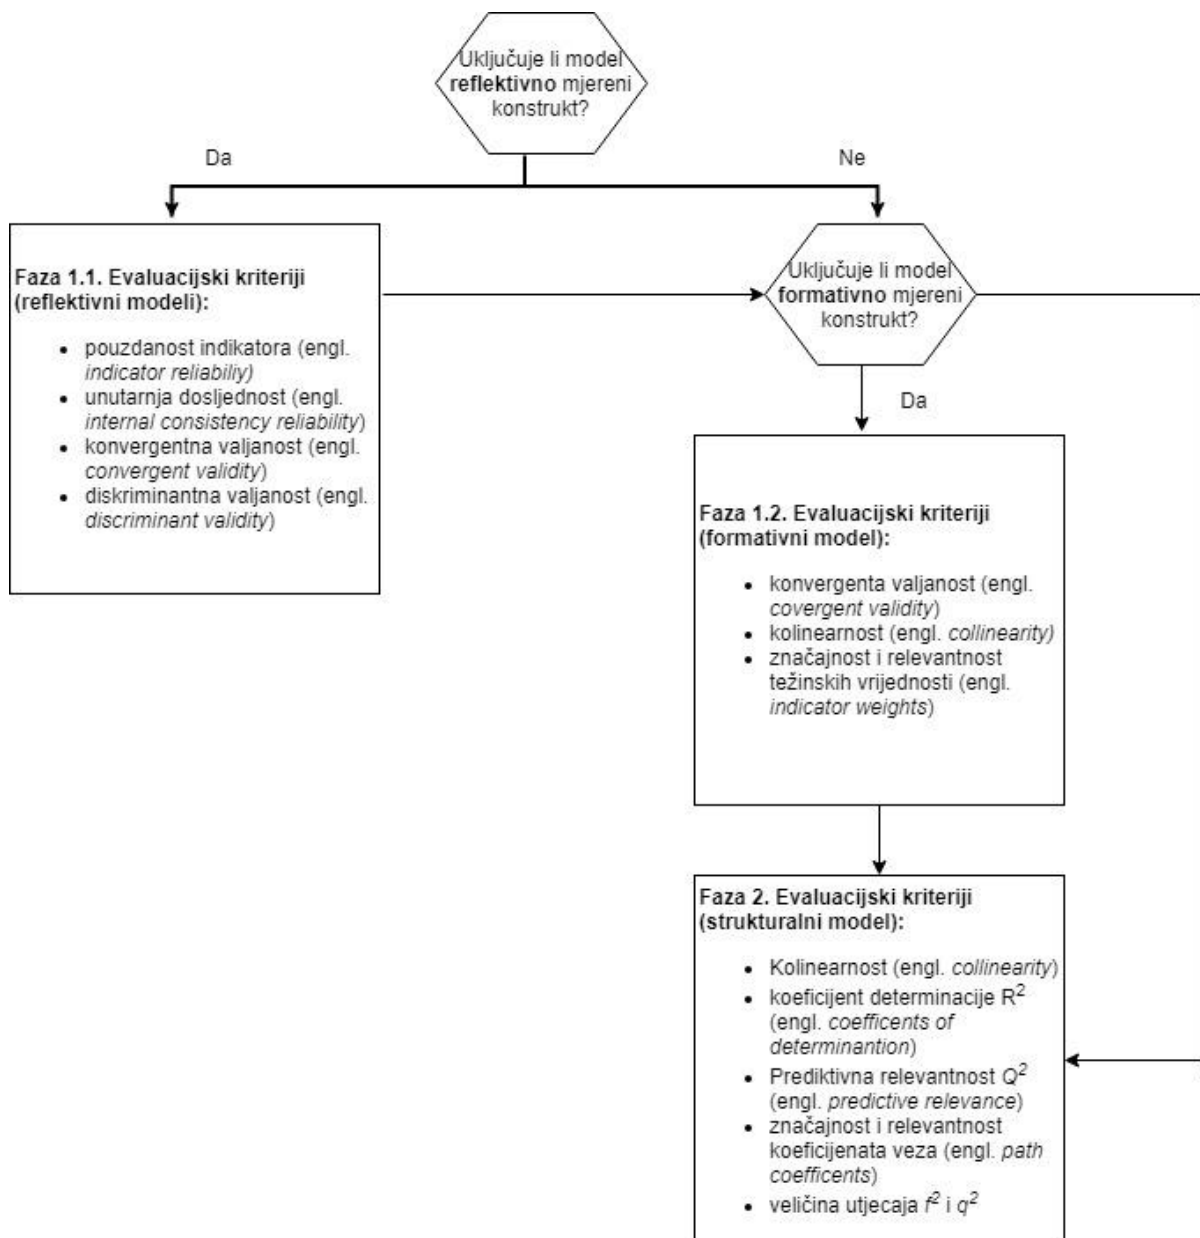 Uključuje li model
reflektivno mjereni
konstrukt?
Da
Ne
Faza 1.1. Evaluacijski kriteriji
(reflektivni modeli):
• pouzdanost indikatora (engl.
indicator reliabiliy)
• unutarnja dosljednost (engl.
internal consistency reliability)
• konvergentna valjanost (engl.
convergent validity)
• diskriminantna valjanost (engl.
discriminant validity)
Uključuje li model
formativno mjereni
konstrukt?
Da
Faza 1.2. Evaluacijski kriteriji
(formativni model):
• konvergenta valjanost (engl.
covergent validity)
• kolinearnost (engl. collinearity)
• značajnost i relevantnost
težinskih vrijednosti (engl.
indicator weights)
Faza 2. Evaluacijski kriteriji
(strukturalni model):
• Kolinearnost (engl. collinearity)
• koeficijent determinacije R²
(engl. coefficents of
determinantion)
• Prediktivna relevantnost Q²
(engl. predictive relevance)
• značajnost i relevantnost
koeficijenata veza (engl. path
coefficents)
• veličina utjecaja f² i q²